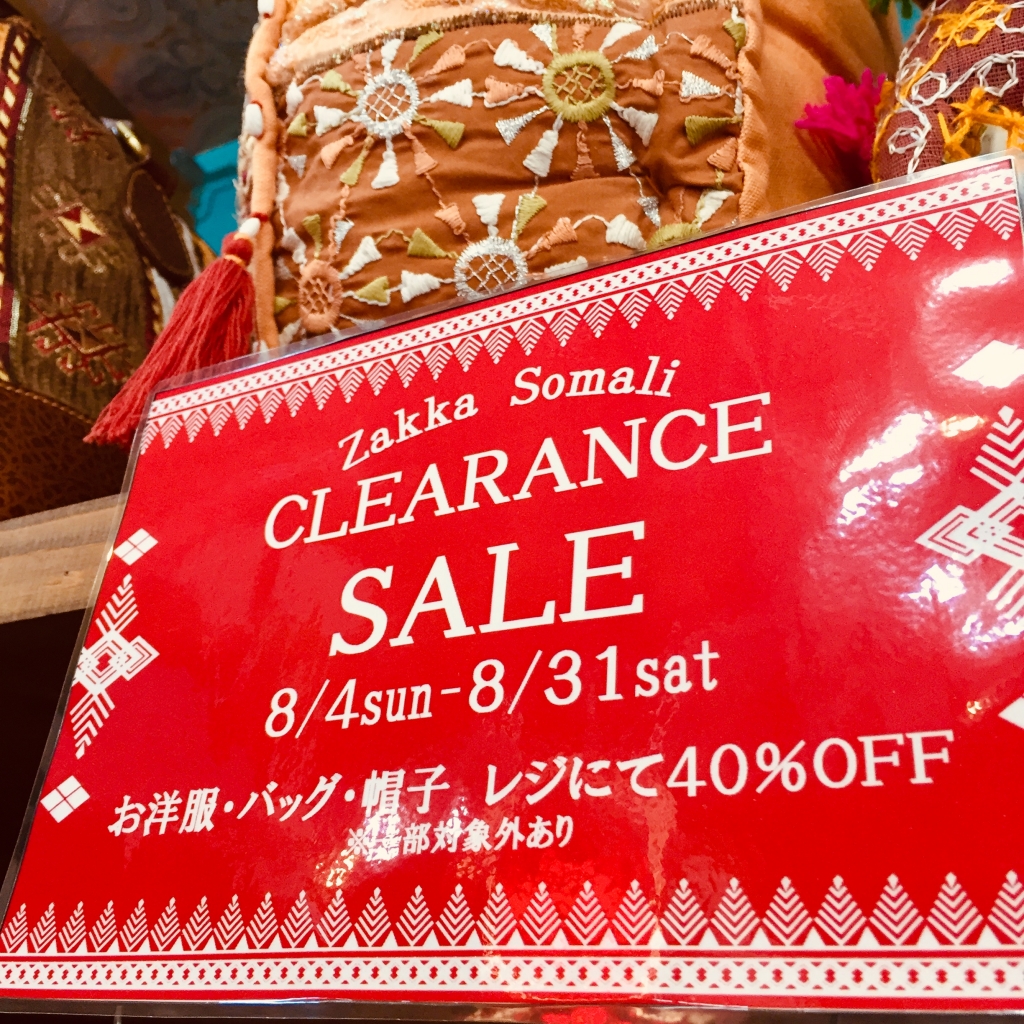 Zakka Somali
CLEARANCE
SALE
8/4sun-8/31sat
お洋服・バッグ・帽子 レジにて40%OFF
※一部対象外あり